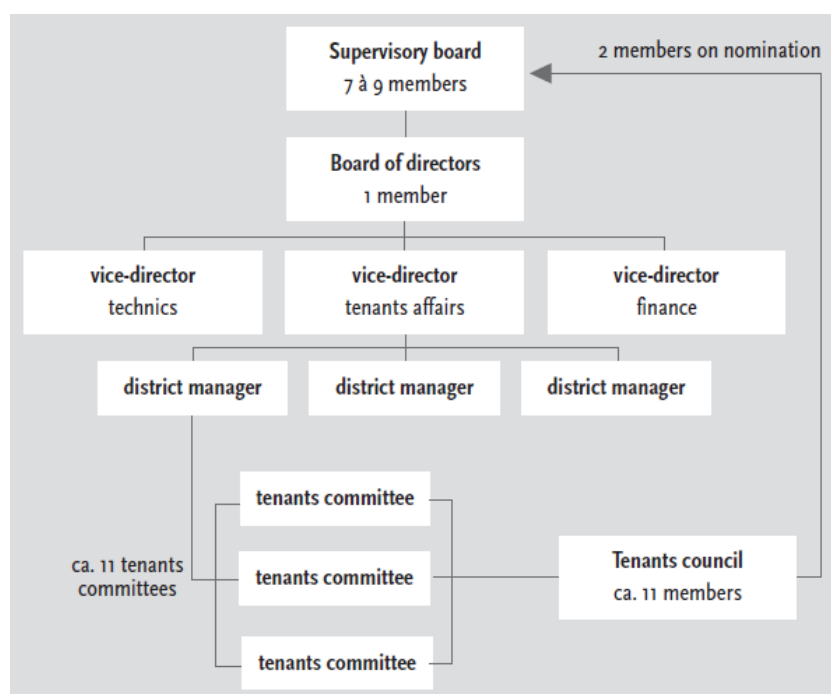 Supervisory board
7 à 9 members
2 members on nomination
Board of directors
1 member
vice-director
technics
vice-director
tenants affairs
vice-director
finance
district manager
district manager
district manager
tenants committee
ca. 11 tenants
committees
tenants committee
tenants committee
Tenants council
ca. 11 members